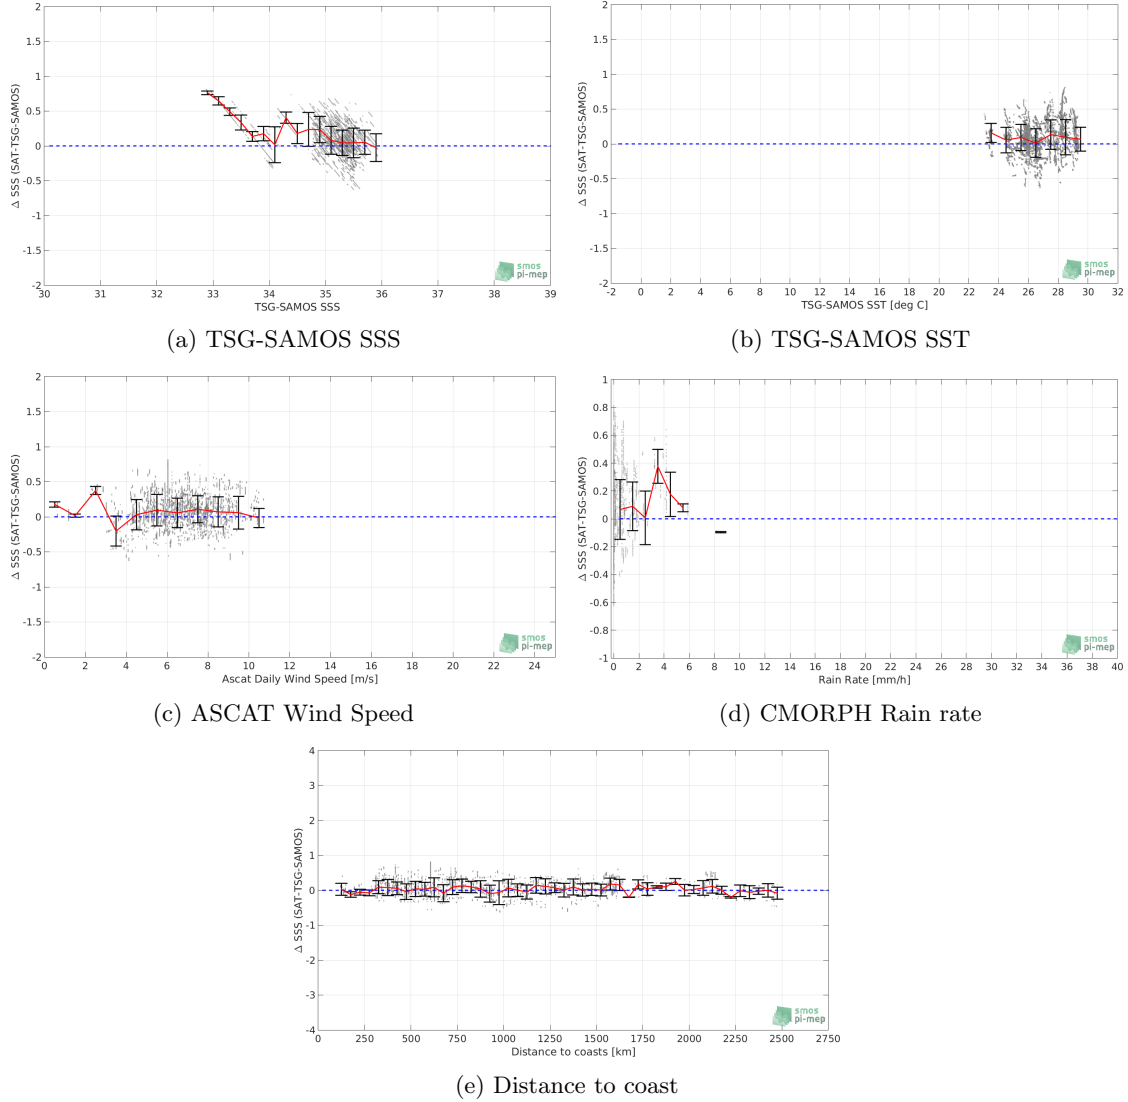 2
1.5
1
0.5
0
-0.5
-1
-1.5
-2
Δ SSS (SAT-TSG-SAMOS)
30 31 32 33 34 35 36 37 38 39
TSG-SAMOS SSS
smos
pi-mep
(a) TSG-SAMOS SSS
2
1.5
1
0.5
0
-0.5
-1
-1.5
-2
Δ SSS (SAT-TSG-SAMOS)
-2 0 2 4 6 8 10 12 14 16 18 20 22 24 26 28 30 32
TSG-SAMOS SST [deg C]
smos
pi-mep
(b) TSG-SAMOS SST
2
1.5
1
0.5
0
-0.5
-1
-1.5
-2
Δ SSS (SAT-TSG-SAMOS)
0 2 4 6 8 10 12 14 16 18 20 22 24
Ascat Daily Wind Speed [m/s]
smos
pi-mep
(c) ASCAT Wind Speed
1
0.8
0.6
0.4
0.2
0
-0.2
-0.4
-0.6
-0.8
-1
Δ SSS (SAT-TSG-SAMOS)
0 2 4 6 8 10 12 14 16 18 20 22 24 26 28 30 32 34 36 38 40
Rain Rate [mm/h]
smos
pi-mep
(d) CMORPH Rain rate
4
3
2
1
0
-1
-2
-3
-4
Δ SSS (SAT-TSG-SAMOS)
0 250 500 750 1000 1250 1500 1750 2000 2250 2500 2750
Distance to coasts [km]
smos
pi-mep
(e) Distance to coast